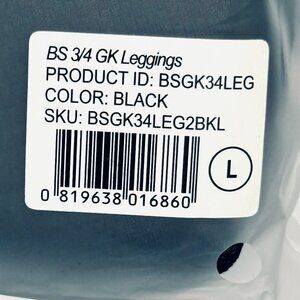 BS 3/4 GK Leggings
PRODUCT ID: BSGK34LEG
COLOR: BLACK
SKU: BSGK34LEG2BKL
L
0 819638 016860